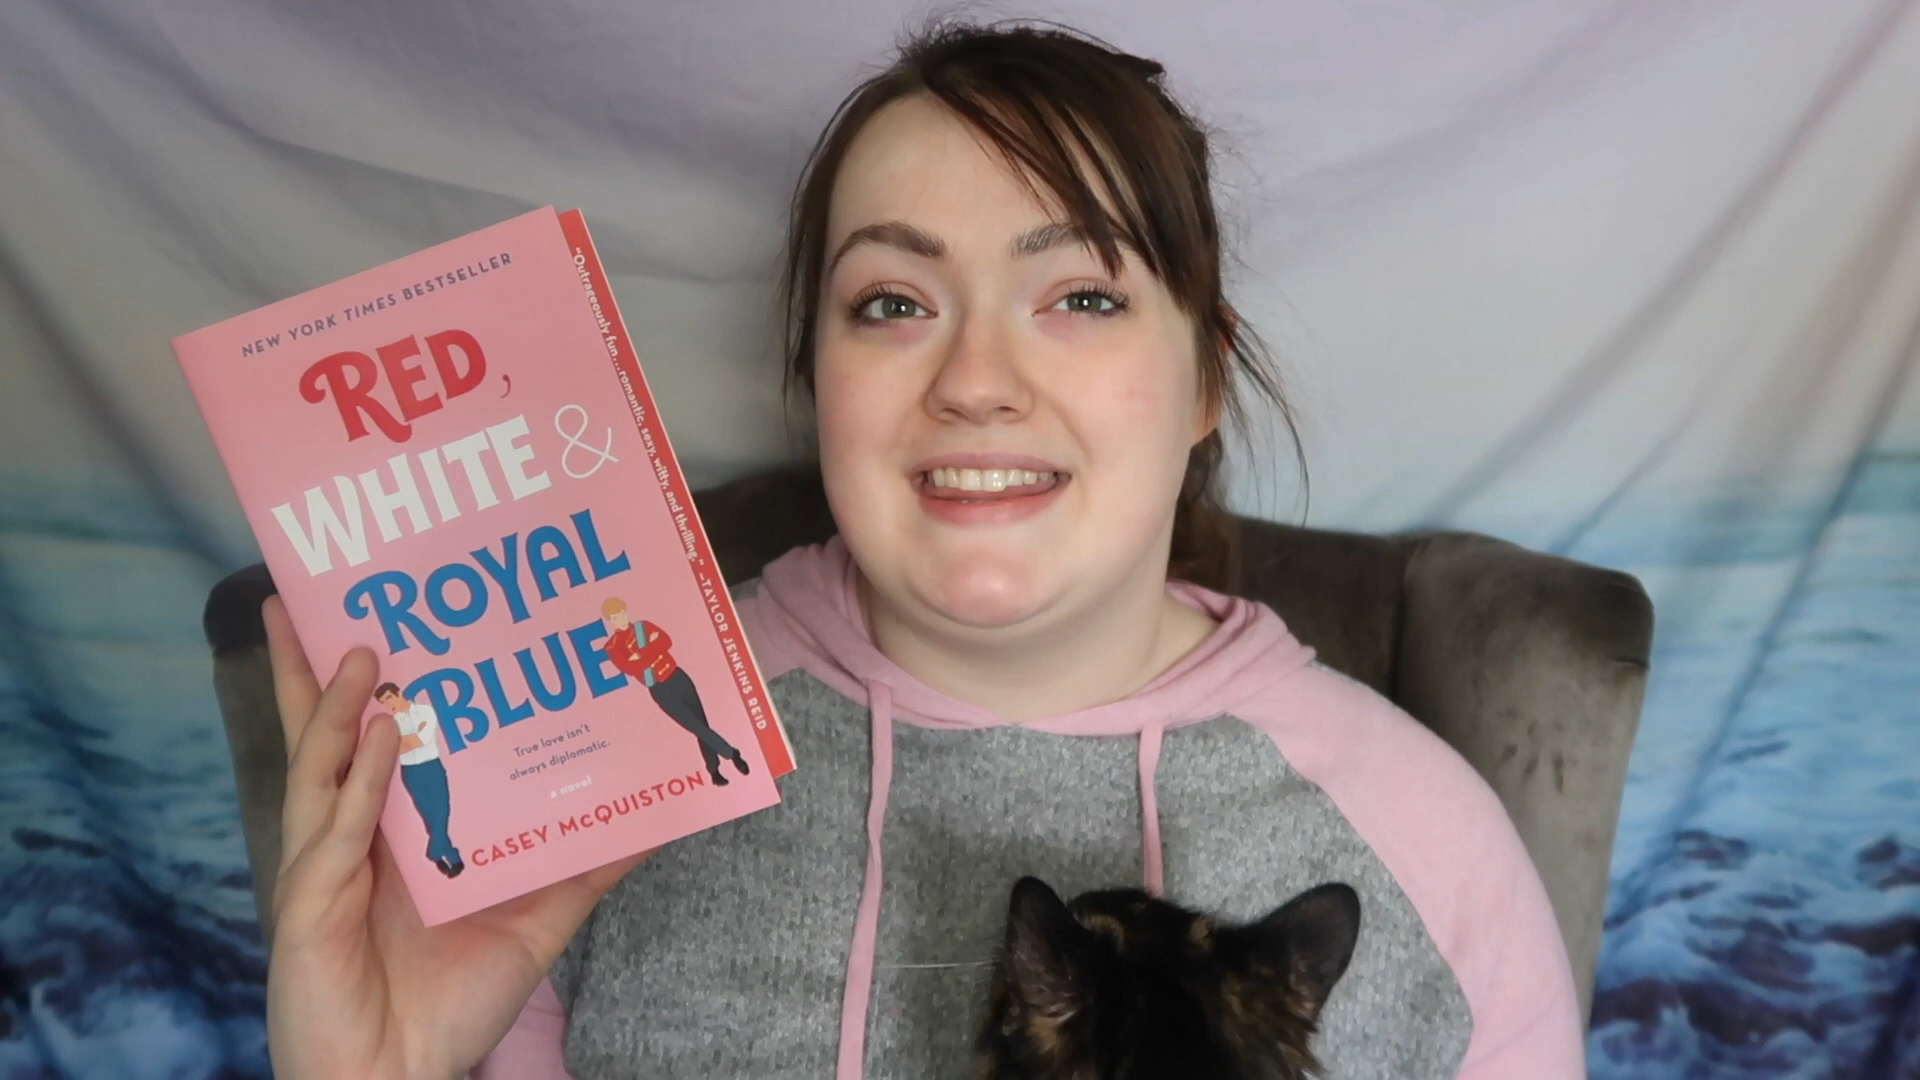 NEW YORK TIMES BESTSELLER
RED,
WHITE &
ROYAL
BLUE
True love isn't
always diplomatic.
a novel
CASEY McQUISTON
"Outrageously fun...romantic, sexy, witty, and thrilling." –TAYLOR JENKINS REID